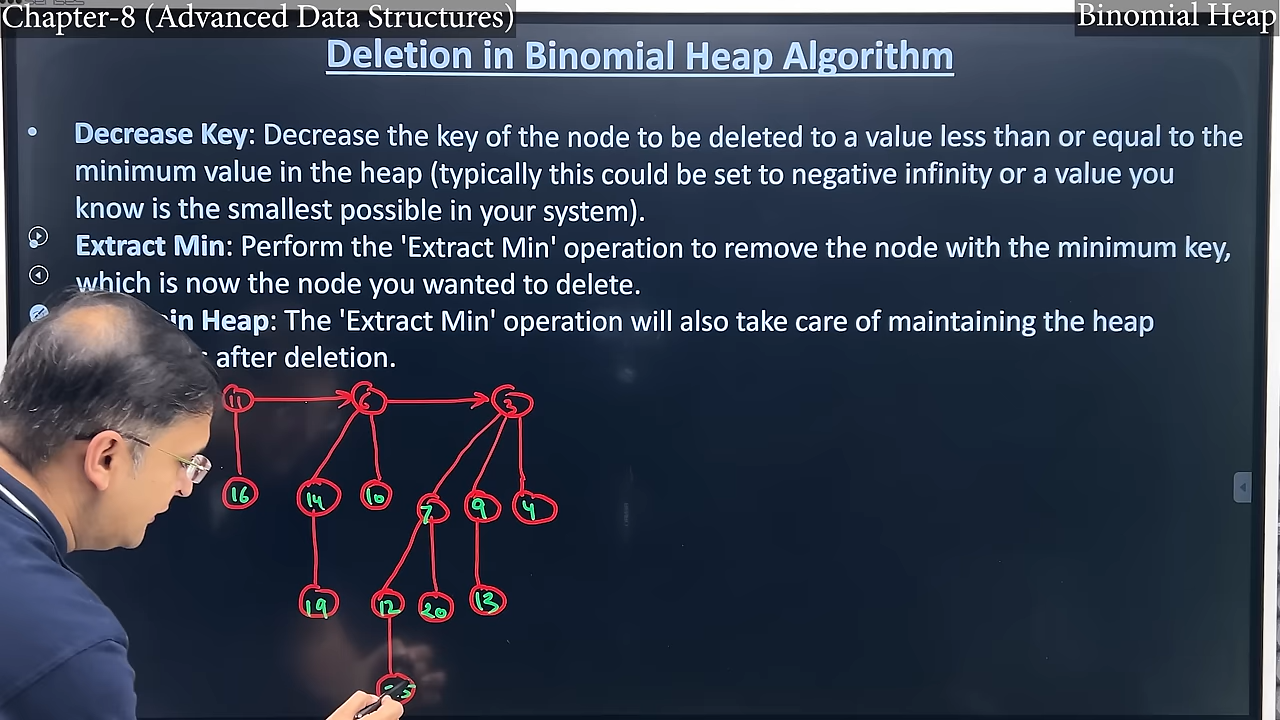 Chapter-8 (Advanced Data Structures)
Binomial Heap
Deletion in Binomial Heap Algorithm
• Decrease Key: Decrease the key of the node to be deleted to a value less than or equal to the
minimum value in the heap (typically this could be set to negative infinity or a value you
know is the smallest possible in your system).
Extract Min: Perform the 'Extract Min' operation to remove the node with the minimum key,
which is now the node you wanted to delete.
Heap: The 'Extract Min' operation will also take care of maintaining the heap
after deletion.
11 6 3
16 14 10 7 9 4
19 12 20 13